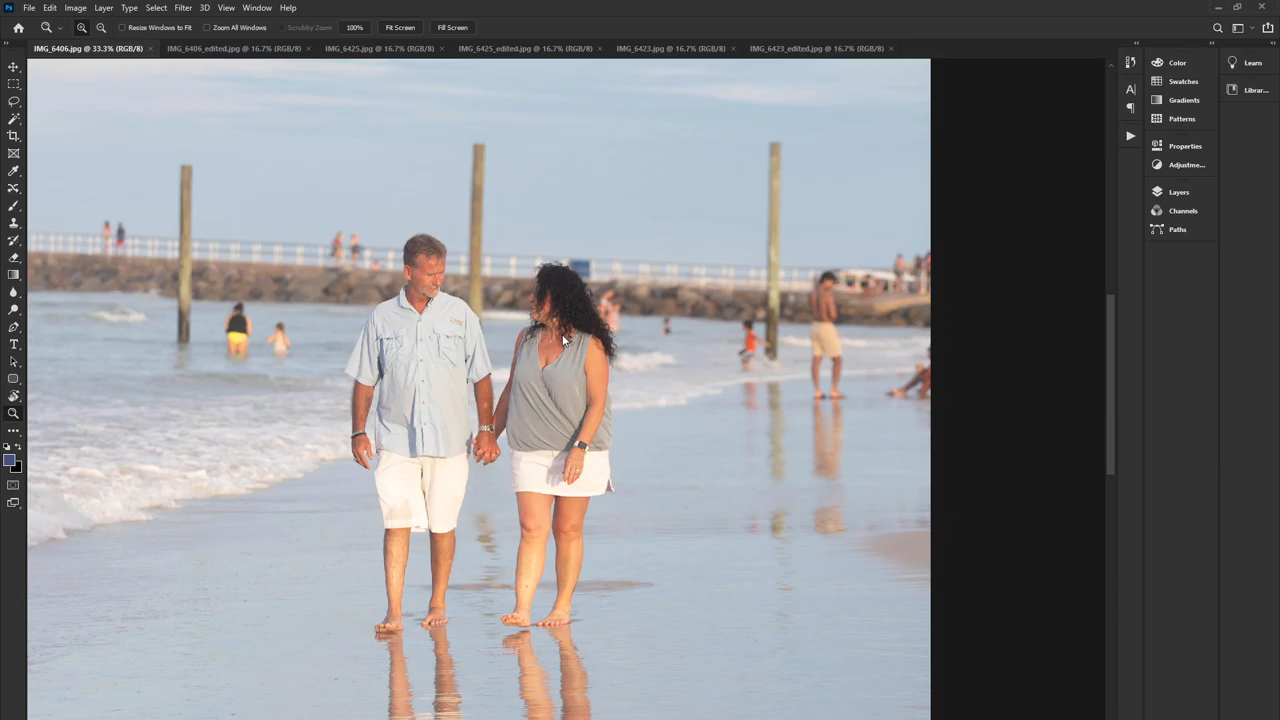 Ps File Edit Image Layer Type Select Filter 3D View Window Help
Resize Windows to Fit Zoom All Windows Scrubby Zoom 100% Fit Screen Fill Screen
IMG_6406.jpg @ 33.3% (RGB/8) × IMG_6406_edited.jpg @ 16.7% (RGB/8) × IMG_6425.jpg @ 16.7% (RGB/8) × IMG_6425_edited.jpg @ 16.7% (RGB/8) × IMG_6423.jpg @ 16.7% (RGB/8) × IMG_6423_edited.jpg @ 16.7% (RGB/8) ×
Color
Learn
Swatches
Librar...
Gradients
Patterns
Properties
Adjustme...
Layers
Channels
Paths